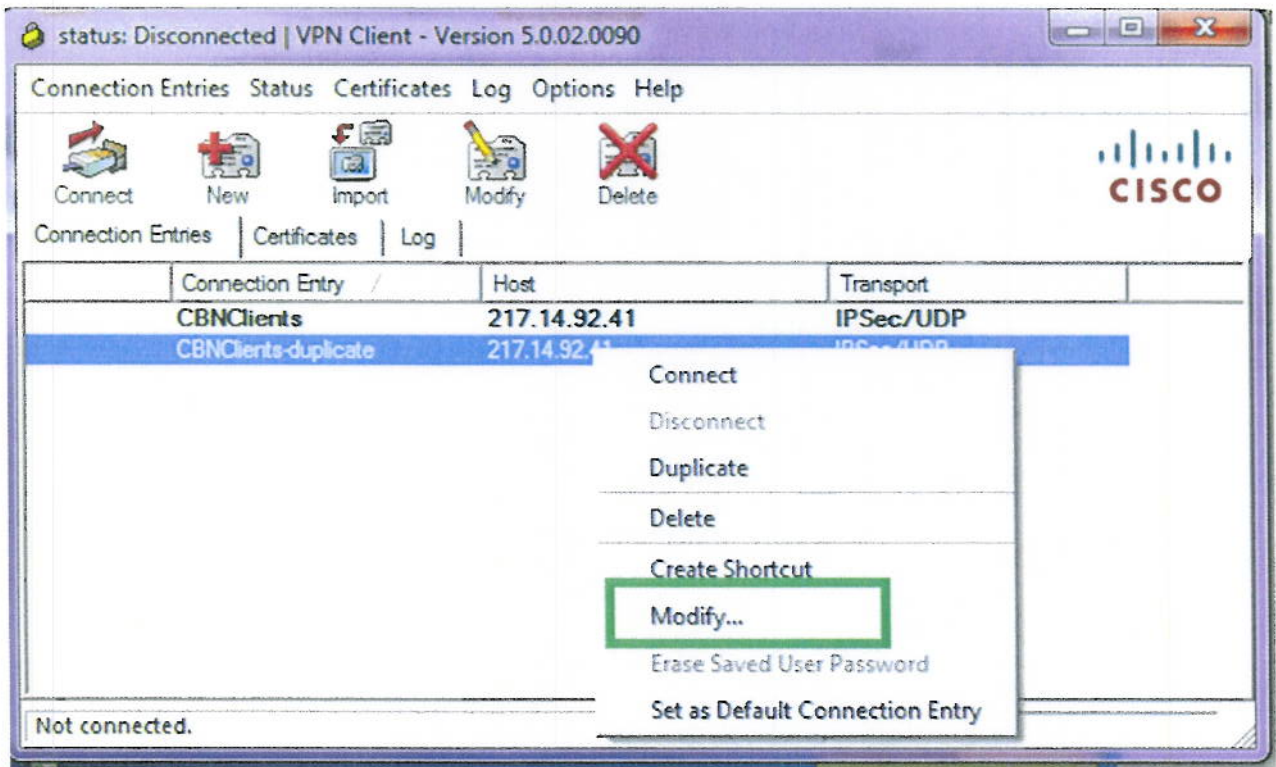 status: Disconnected | VPN Client - Version 5.0.02.0090
Connection Entries Status Certificates Log Options Help
Connect New Import Modify Delete
CISCO
Connection Entries Certificates Log
Connection Entry Host Transport
CBNClients 217.14.92.41 IPSec/UDP
CBNClients-duplicate 217.14.92.41 IPSec/UDP
Connect
Disconnect
Duplicate
Delete
Create Shortcut
Modify...
Erase Saved User Password
Set as Default Connection Entry
Not connected.